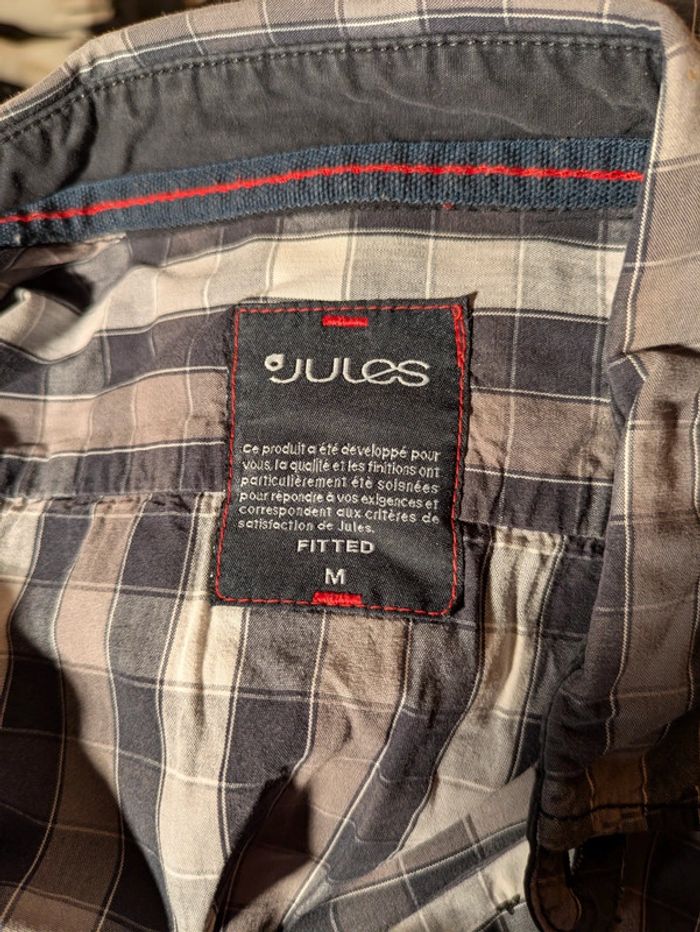 JULES
Ce produit a été developpé pour
vous, la qualité et les finitions ont
particulièrement été soignées
pour répondre à vos exigences et
correspondent aux critères de
satisfaction de Jules.
FITTED
M